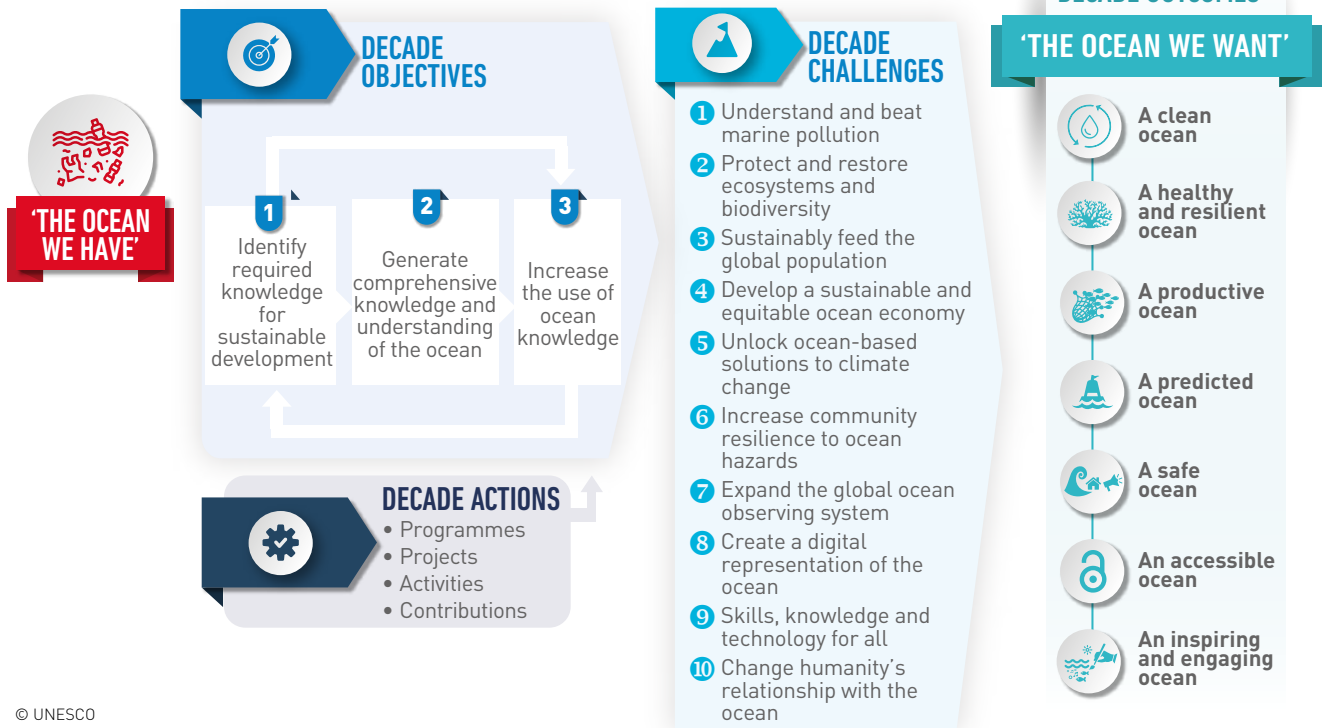 'THE OCEAN
WE HAVE'
DECADE
OBJECTIVES
1
Identify
required
knowledge
for
sustainable
development
2
Generate
comprehensive
knowledge and
understanding
of the ocean
3
Increase
the use of
ocean
knowledge
DECADE ACTIONS
• Programmes
• Projects
• Activities
• Contributions
DECADE
CHALLENGES
1 Understand and beat
marine pollution
2 Protect and restore
ecosystems and
biodiversity
3 Sustainably feed the
global population
4 Develop a sustainable and
equitable ocean economy
5 Unlock ocean-based
solutions to climate
change
6 Increase community
resilience to ocean
hazards
7 Expand the global ocean
observing system
8 Create a digital
representation of the
ocean
9 Skills, knowledge and
technology for all
10 Change humanity's
relationship with the
ocean
DECADE OUTCOMES
'THE OCEAN WE WANT'
A clean
ocean
A healthy
and resilient
ocean
A productive
ocean
A predicted
ocean
A safe
ocean
An accessible
ocean
An inspiring
and engaging
ocean
© UNESCO